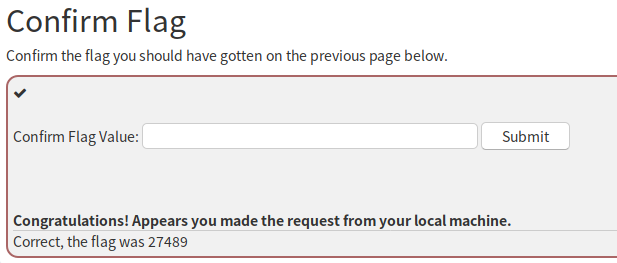 Confirm Flag
Confirm the flag you should have gotten on the previous page below.
Confirm Flag Value:
Submit
Congratulations! Appears you made the request from your local machine.
Correct, the flag was 27489